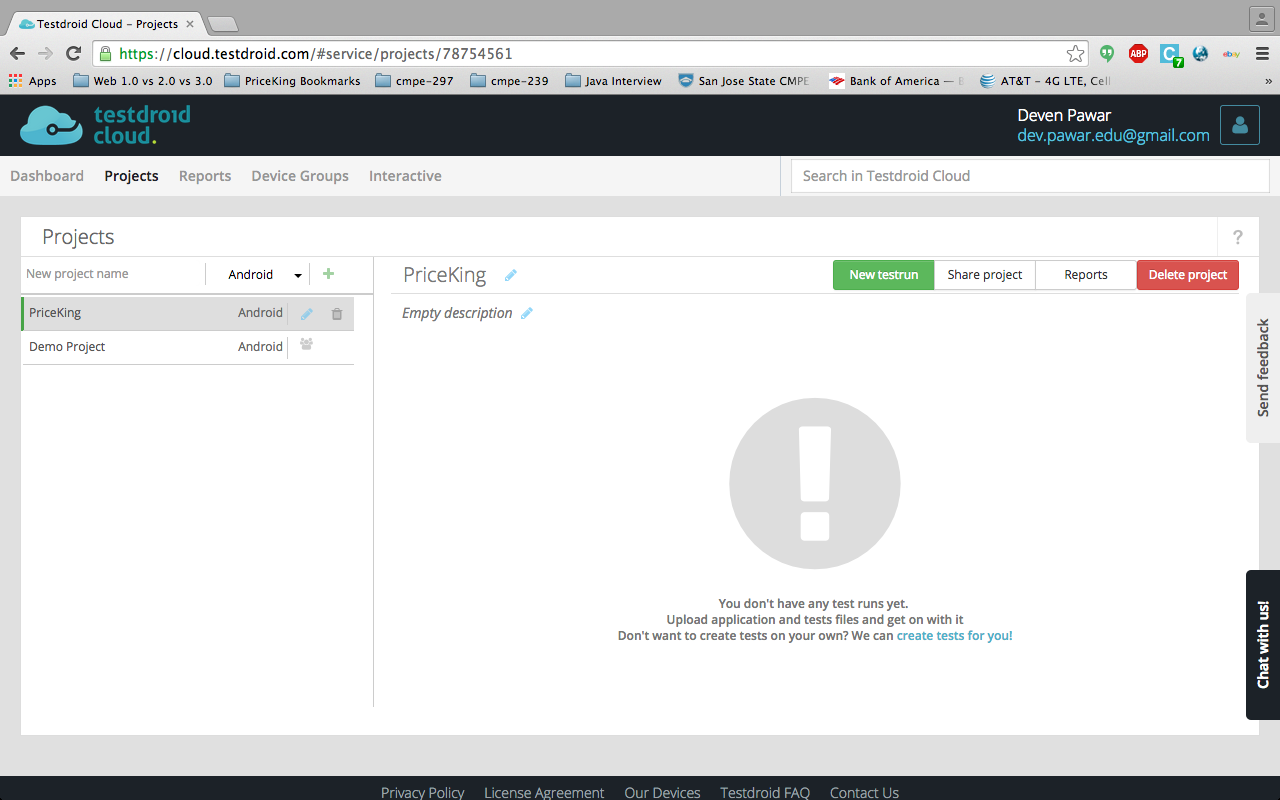 Testdroid Cloud – Projects
https://cloud.testdroid.com/#service/projects/78754561
ABP
C
7
ebay
Apps
Web 1.0 vs 2.0 vs 3.0
PriceKing Bookmarks
cmpe-297
cmpe-239
Java Interview
San Jose State CMPE
Bank of America —
AT&T – 4G LTE, Cell
»
testdroid
cloud.
Deven Pawar
dev.pawar.edu@gmail.com
Dashboard
Projects
Reports
Device Groups
Interactive
Search in Testdroid Cloud
Projects
?
New project name
Android
+
PriceKing
Android
Demo Project
Android
PriceKing
New testrun
Share project
Reports
Delete project
Empty description
Send feedback
!
You don't have any test runs yet.
Upload application and tests files and get on with it
Don't want to create tests on your own? We can create tests for you!
Chat with us!
Privacy Policy
License Agreement
Our Devices
Testdroid FAQ
Contact Us